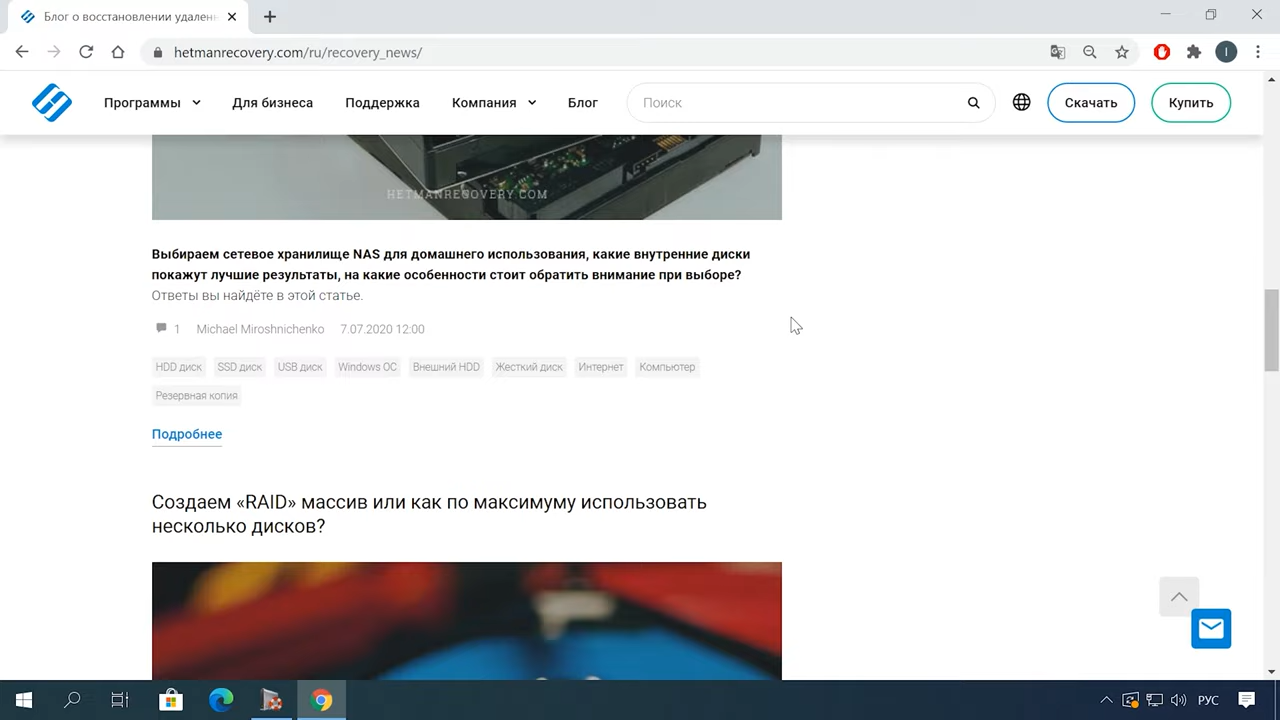 Блог о восстановлении удален
hetmanrecovery.com/ru/recovery_news/
I
Программы
Для бизнеса
Поддержка
Компания
Блог
Поиск
Скачать
Купить
HETMANRECOVERY.COM
Выбираем сетевое хранилище NAS для домашнего использования, какие внутренние диски
покажут лучшие результаты, на какие особенности стоит обратить внимание при выборе?
Ответы вы найдёте в этой статье.
1 Michael Miroshnichenko 7.07.2020 12:00
HDD диск SSD диск USB диск Windows ОС Внешний HDD Жесткий диск Интернет Компьютер
Резервная копия
Подробнее
Создаем «RAID» массив или как по максимуму использовать
несколько дисков?
РУС